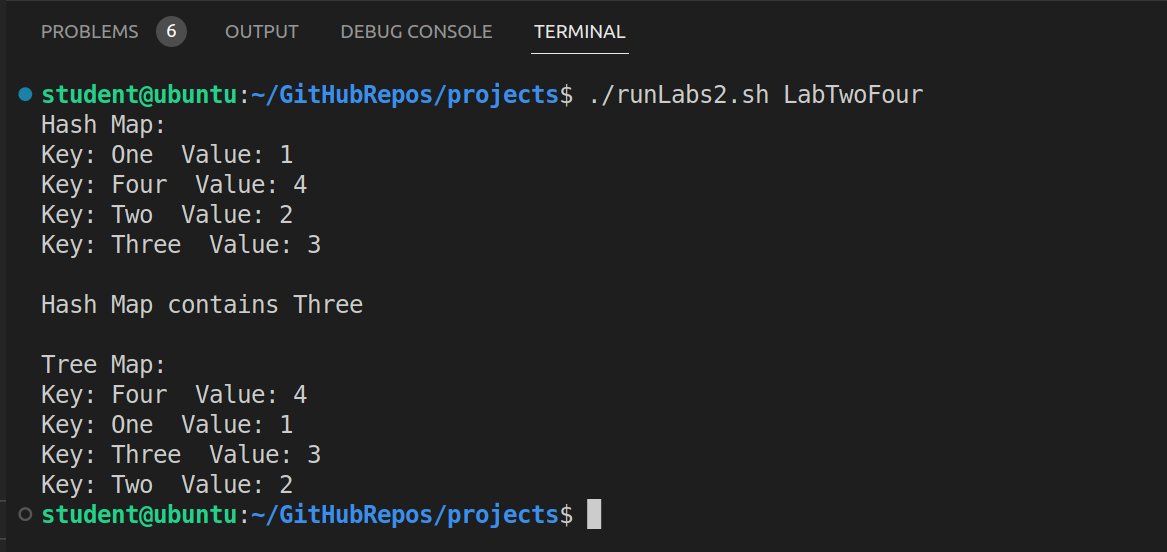 PROBLEMS 6 OUTPUT DEBUG CONSOLE TERMINAL
student@ubuntu:~/GitHubRepos/projects$ ./runLabs2.sh LabTwoFour
Hash Map:
Key: One  Value: 1
Key: Four  Value: 4
Key: Two  Value: 2
Key: Three  Value: 3

Hash Map contains Three

Tree Map:
Key: Four  Value: 4
Key: One  Value: 1
Key: Three  Value: 3
Key: Two  Value: 2
student@ubuntu:~/GitHubRepos/projects$